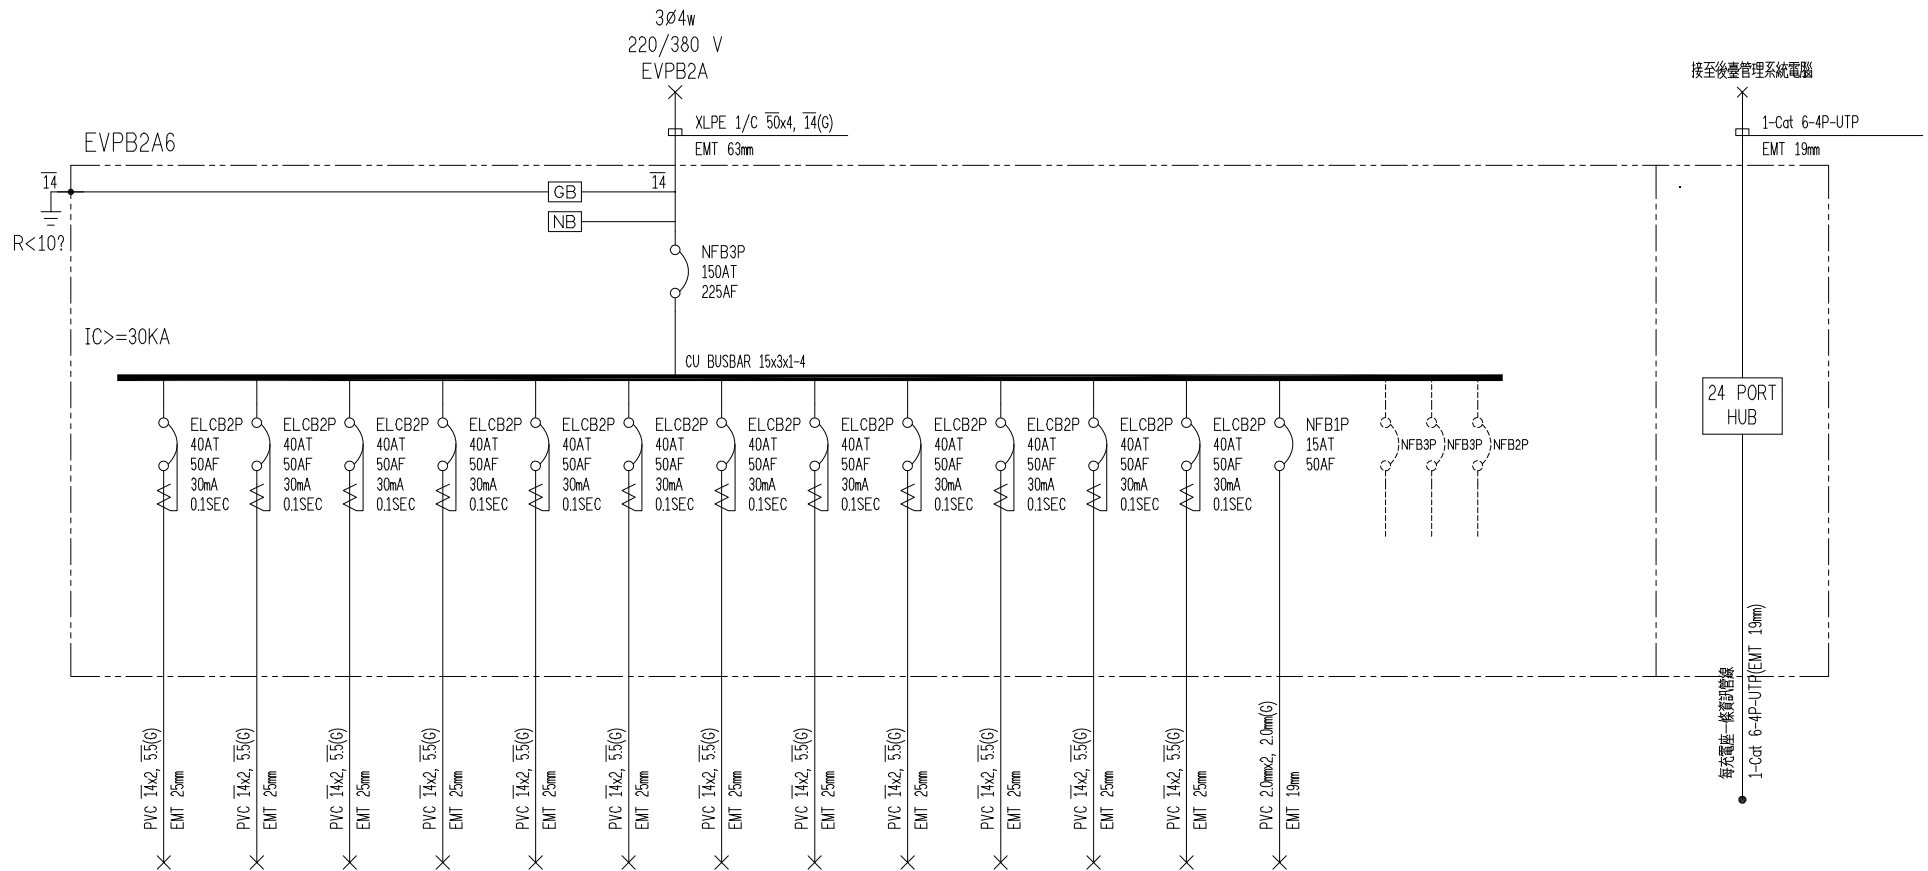 3Ø4w
220/380 V
EVPB2A
接至後臺管理系統電腦
XLPE 1/C 50x4, 14(G)
EMT 63mm
1-Cat 6-4P-UTP
EMT 19mm
EVPB2A6
14
GB
14
NB
R<10?
NFB3P
150AT
225AF
IC>=30KA
CU BUSBAR 15x3x1-4
ELCB2P
40AT
50AF
30mA
0.1SEC
ELCB2P
40AT
50AF
30mA
0.1SEC
ELCB2P
40AT
50AF
30mA
0.1SEC
ELCB2P
40AT
50AF
30mA
0.1SEC
ELCB2P
40AT
50AF
30mA
0.1SEC
ELCB2P
40AT
50AF
30mA
0.1SEC
ELCB2P
40AT
50AF
30mA
0.1SEC
ELCB2P
40AT
50AF
30mA
0.1SEC
ELCB2P
40AT
50AF
30mA
0.1SEC
ELCB2P
40AT
50AF
30mA
0.1SEC
ELCB2P
40AT
50AF
30mA
0.1SEC
ELCB2P
40AT
50AF
30mA
0.1SEC
NFB1P
15AT
50AF
NFB3P
NFB3P
NFB2P
24 PORT
HUB
PVC 14x2, 5.5(G)
EMT 25mm
PVC 14x2, 5.5(G)
EMT 25mm
PVC 14x2, 5.5(G)
EMT 25mm
PVC 14x2, 5.5(G)
EMT 25mm
PVC 14x2, 5.5(G)
EMT 25mm
PVC 14x2, 5.5(G)
EMT 25mm
PVC 14x2, 5.5(G)
EMT 25mm
PVC 14x2, 5.5(G)
EMT 25mm
PVC 14x2, 5.5(G)
EMT 25mm
PVC 14x2, 5.5(G)
EMT 25mm
PVC 14x2, 5.5(G)
EMT 25mm
PVC 14x2, 5.5(G)
EMT 25mm
PVC 2.0mmx2, 2.0mm(G)
EMT 19mm
每充電座一條資訊管線
1-Cat 6-4P-UTP(EMT 19mm)